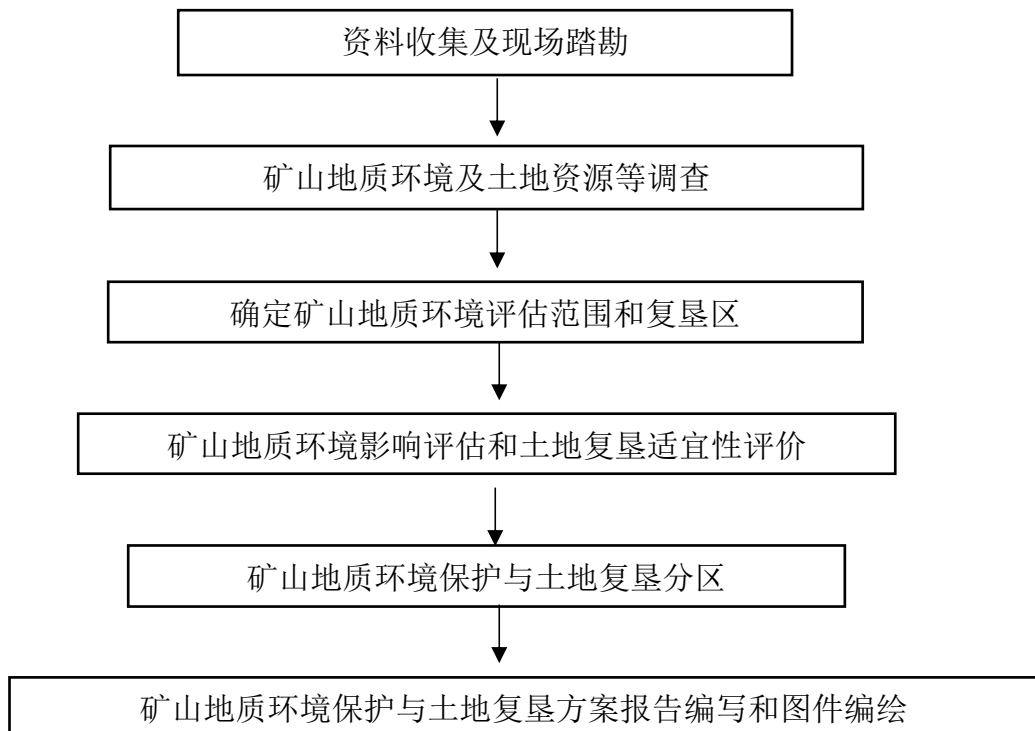 资料收集及现场踏勘
矿山地质环境及土地资源等调查
确定矿山地质环境评估范围和复垦区
矿山地质环境影响评估和土地复垦适宜性评价
矿山地质环境保护与土地复垦分区
矿山地质环境保护与土地复垦方案报告编写和图件编绘